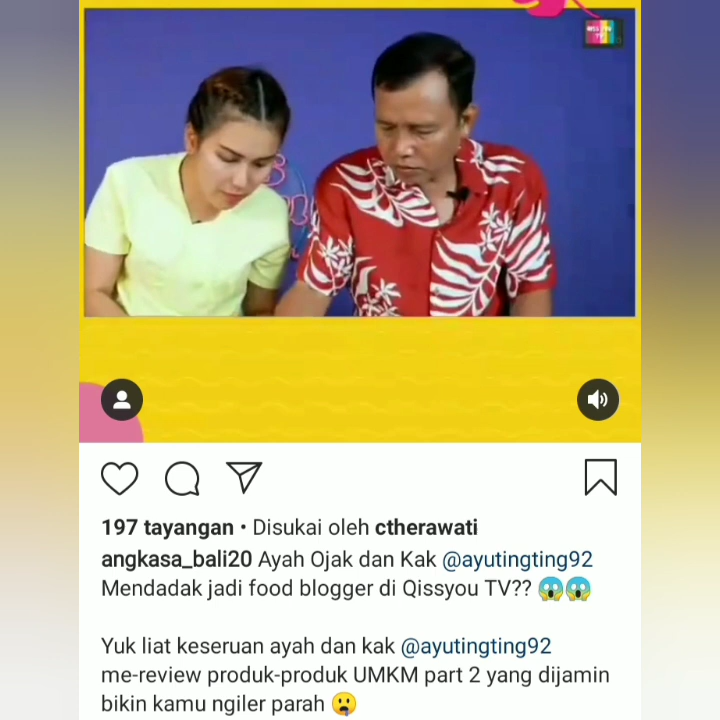 197 tayangan • Disukai oleh ctherawati
angkasa_bali20 Ayah Ojak dan Kak @ayutingting92
Mendadak jadi food blogger di Qissyou TV?? 😱😱
Yuk liat keseruan ayah dan kak @ayutingting92
me-review produk-produk UMKM part 2 yang dijamin
bikin kamu ngiler parah 🤤